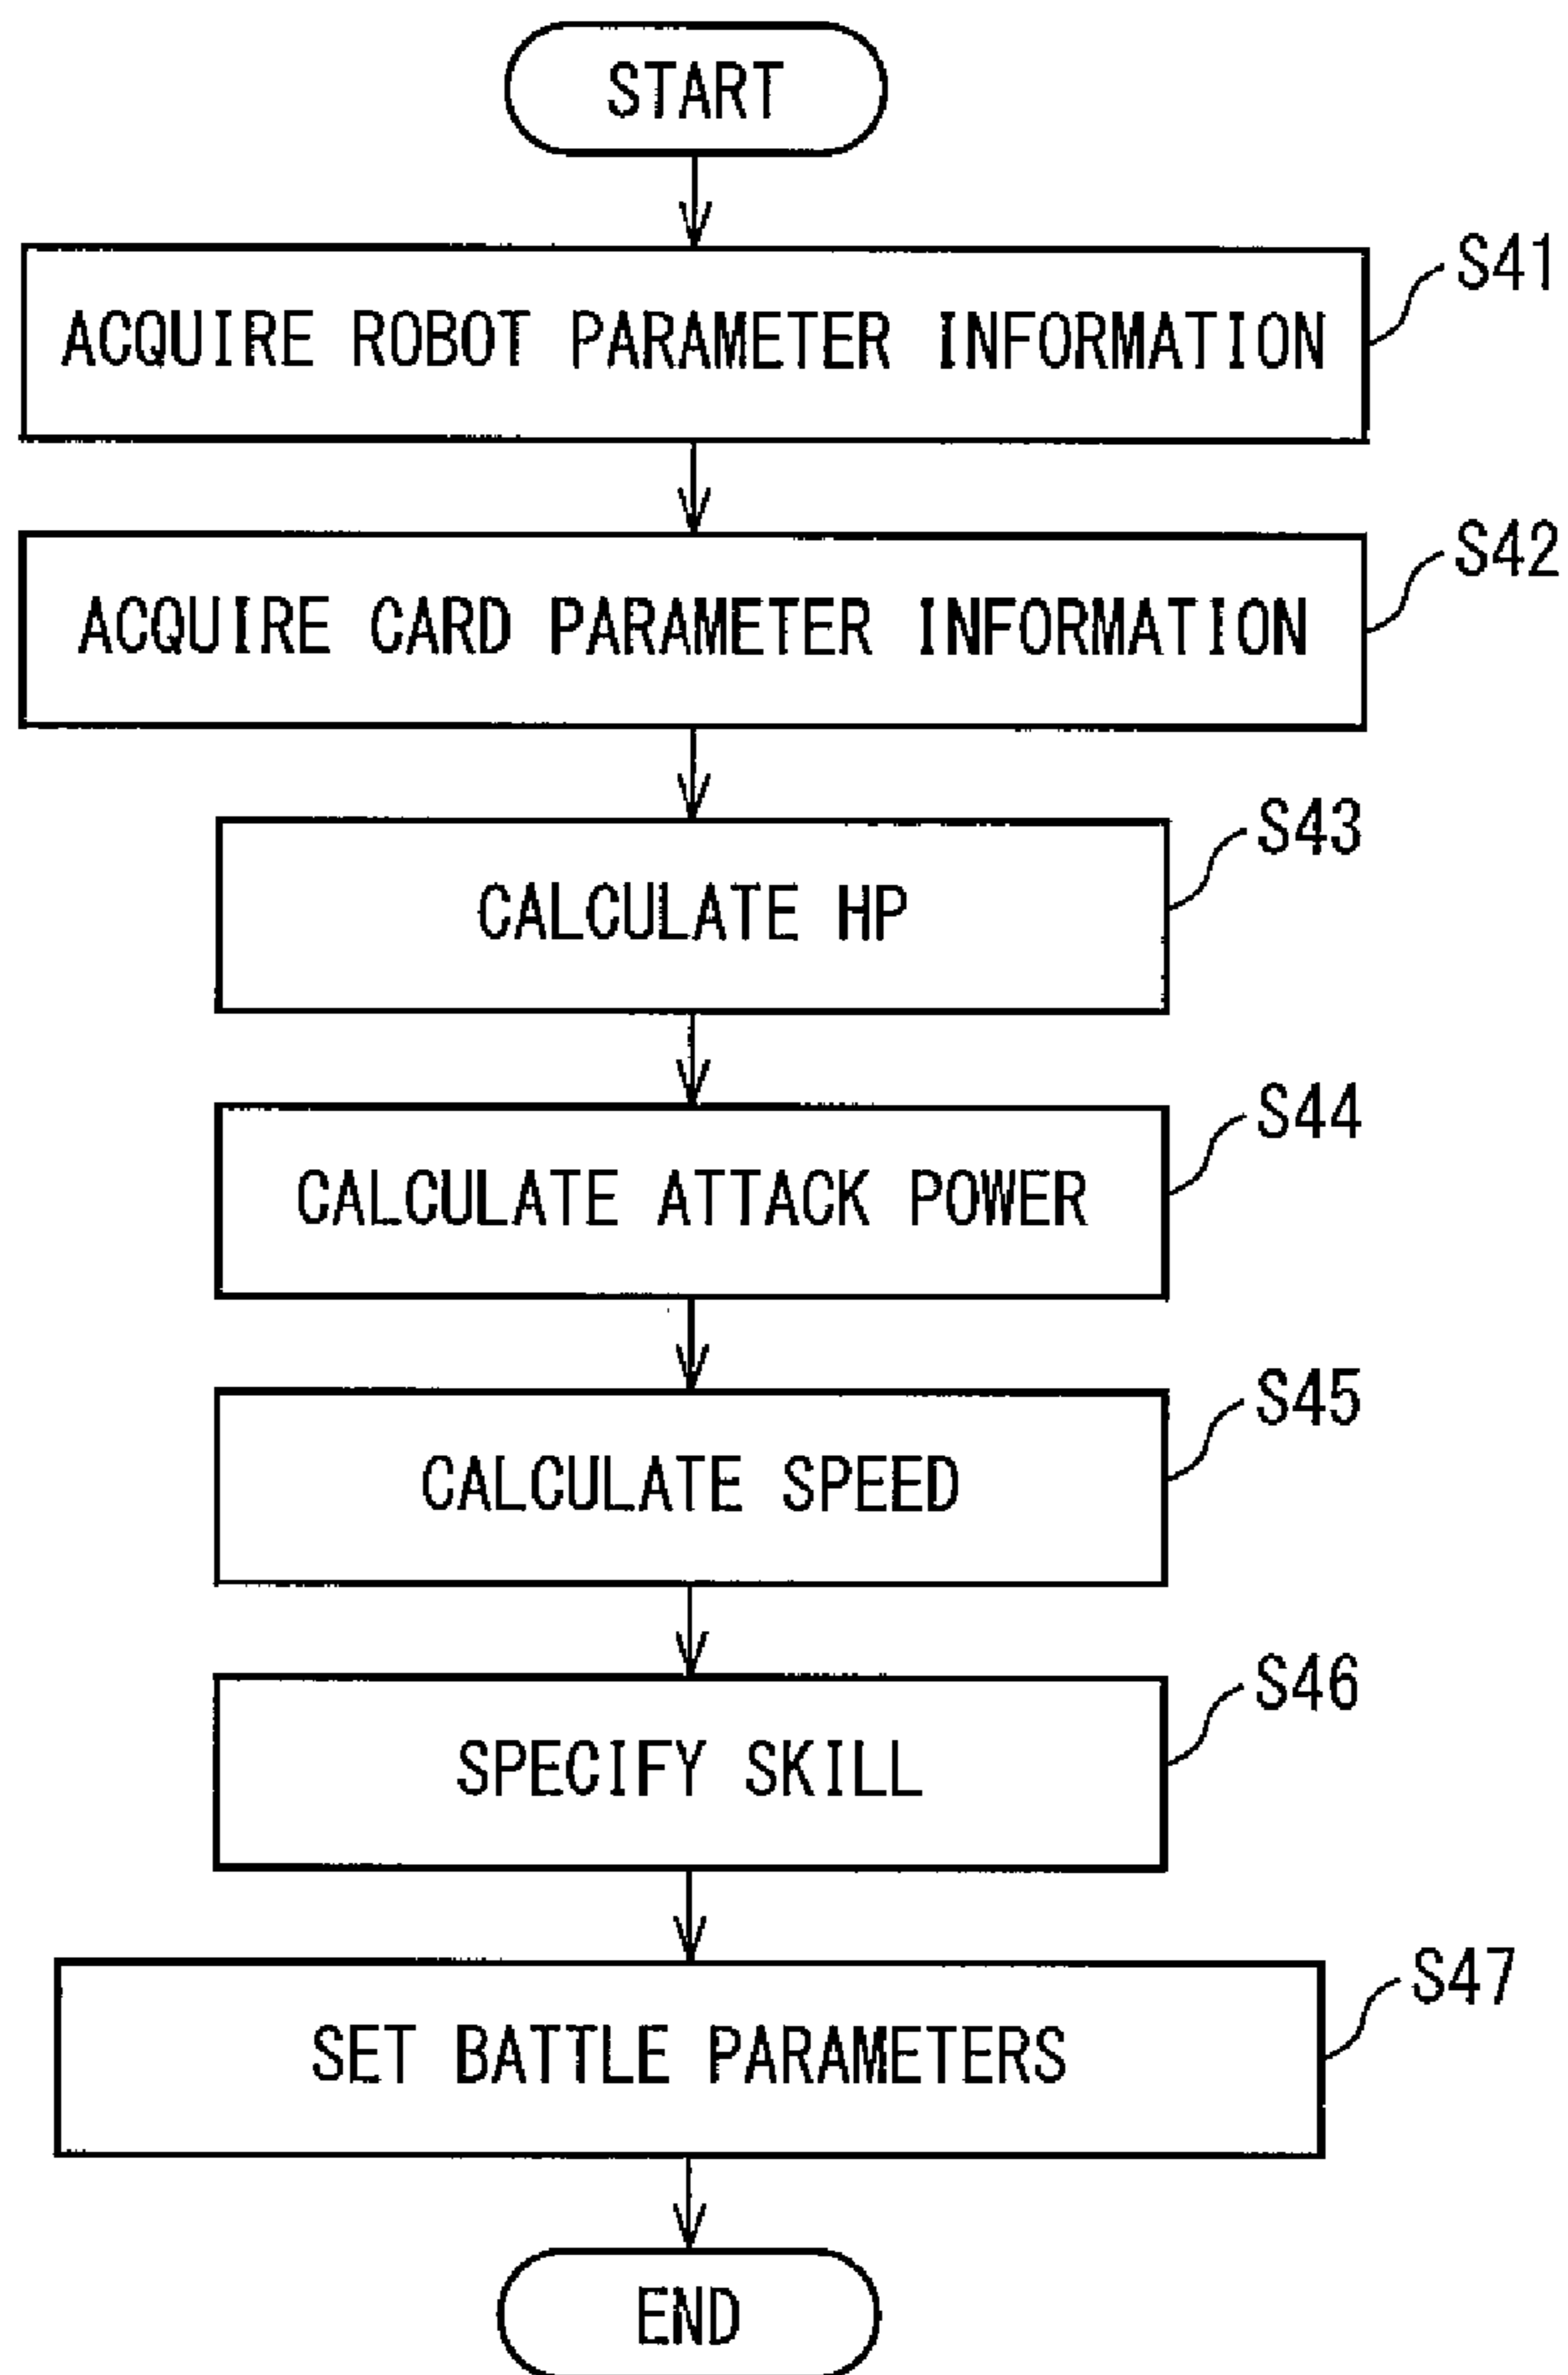 START
S41
ACQUIRE ROBOT PARAMETER INFORMATION
S42
ACQUIRE CARD PARAMETER INFORMATION
S43
CALCULATE HP
S44
CALCULATE ATTACK POWER
S45
CALCULATE SPEED
S46
SPECIFY SKILL
S47
SET BATTLE PARAMETERS
END